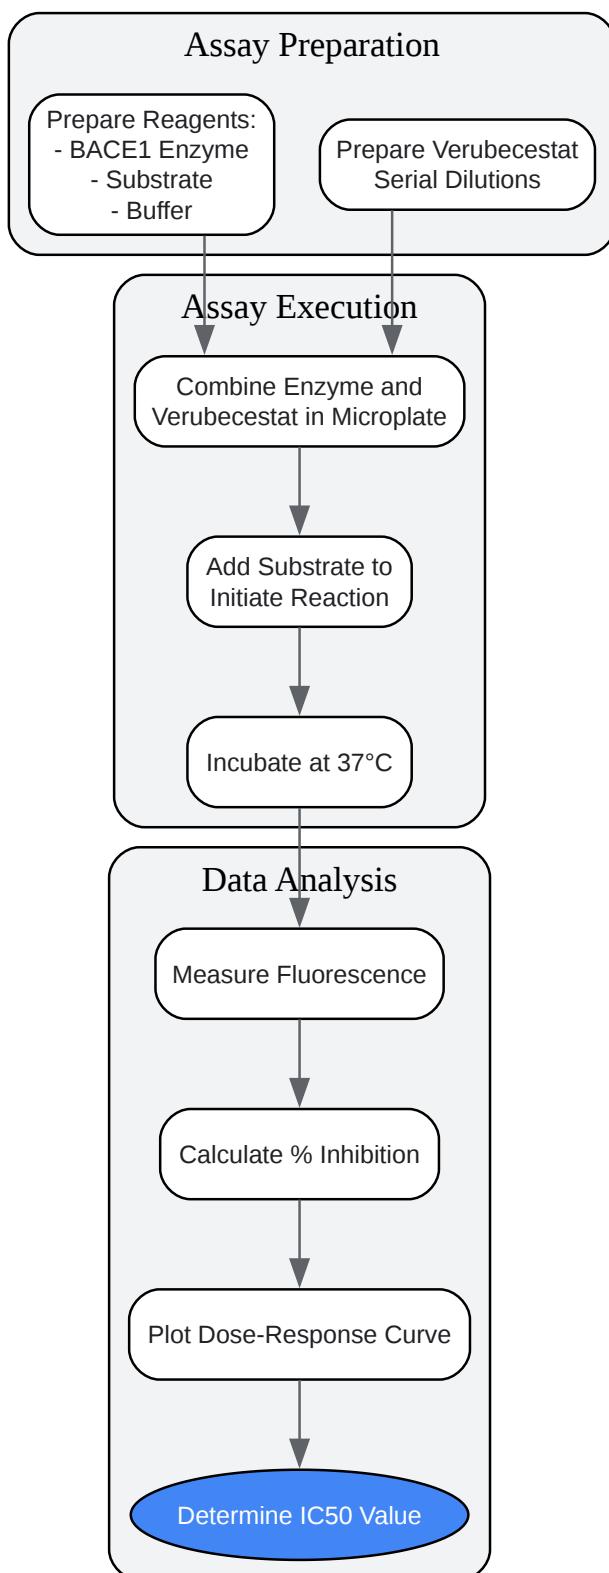 Assay Preparation
Prepare Reagents:
- BACE1 Enzyme
- Substrate
- Buffer
Prepare Verubecestat
Serial Dilutions
Assay Execution
Combine Enzyme and
Verubecestat in Microplate
Add Substrate to
Initiate Reaction
Incubate at 37°C
Data Analysis
Measure Fluorescence
Calculate % Inhibition
Plot Dose-Response Curve
Determine IC50 Value